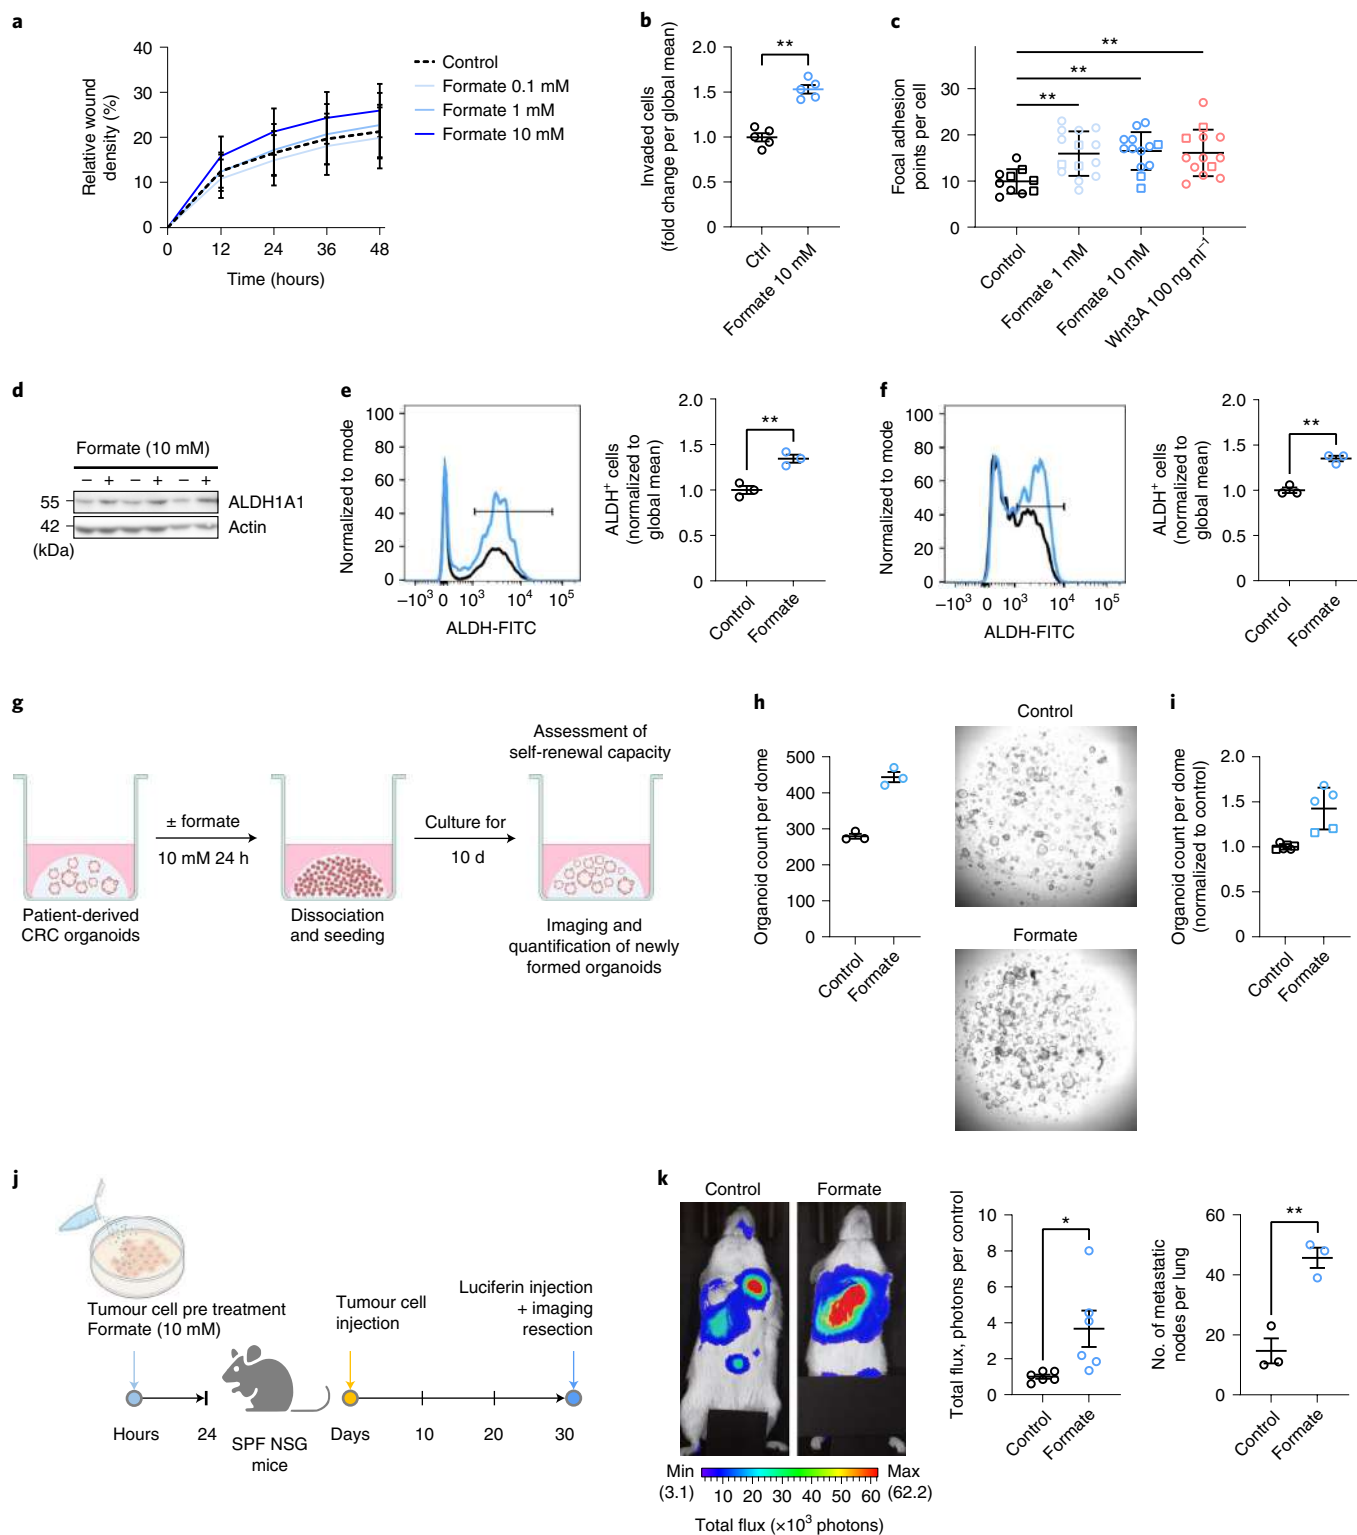 a
40
30
20
10
0
Relative wound
density (%)
0 12 24 36 48
Time (hours)
Control
Formate 0.1 mM
Formate 1 mM
Formate 10 mM
b
2.0
1.5
1.0
0.5
0
Invaded cells
(fold change per global mean)
**
Ctrl
Formate 10 mM
c
30
20
10
0
Focal adhesion
points per cell
**
**
**
Control
Formate 1 mM
Formate 10 mM
Wnt3A 100 ng ml⁻¹
d
Formate (10 mM)
– + – + – +
55
ALDH1A1
42
Actin
(kDa)
e
100
80
60
40
20
0
Normalized to mode
–10³ 0 10³ 10⁴ 10⁵
ALDH-FITC
2.0
1.5
1.0
0.5
0
ALDH⁺ cells
(normalized to
global mean)
**
Control
Formate
f
100
80
60
40
20
0
Normalized to mode
–10³ 0 10³ 10⁴ 10⁵
ALDH-FITC
2.0
1.5
1.0
0.5
0
ALDH⁺ cells
(normalized to
global mean)
**
Control
Formate
g
Assessment of
self-renewal capacity
± formate
10 mM 24 h
Culture for
10 d
Patient-derived
CRC organoids
Dissociation
and seeding
Imaging and
quantification of newly
formed organoids
h
500
400
300
200
100
0
Organoid count per dome
Control
Formate
Control
Formate
i
2.0
1.5
1.0
0.5
0
Organoid count per dome
(normalized to control)
Control
Formate
j
Tumour cell pre treatment
Formate (10 mM)
Tumour cell
injection
Luciferin injection
+ imaging
resection
Hours 24
SPF NSG
mice
Days 10 20 30
k
Control
Formate
Min
(3.1)
10 20 30 40 50 60
Max
(62.2)
Total flux (×10³ photons)
10
8
6
4
2
0
Total flux, photons per control
*
Control
Formate
60
40
20
0
No. of metastatic
nodes per lung
**
Control
Formate